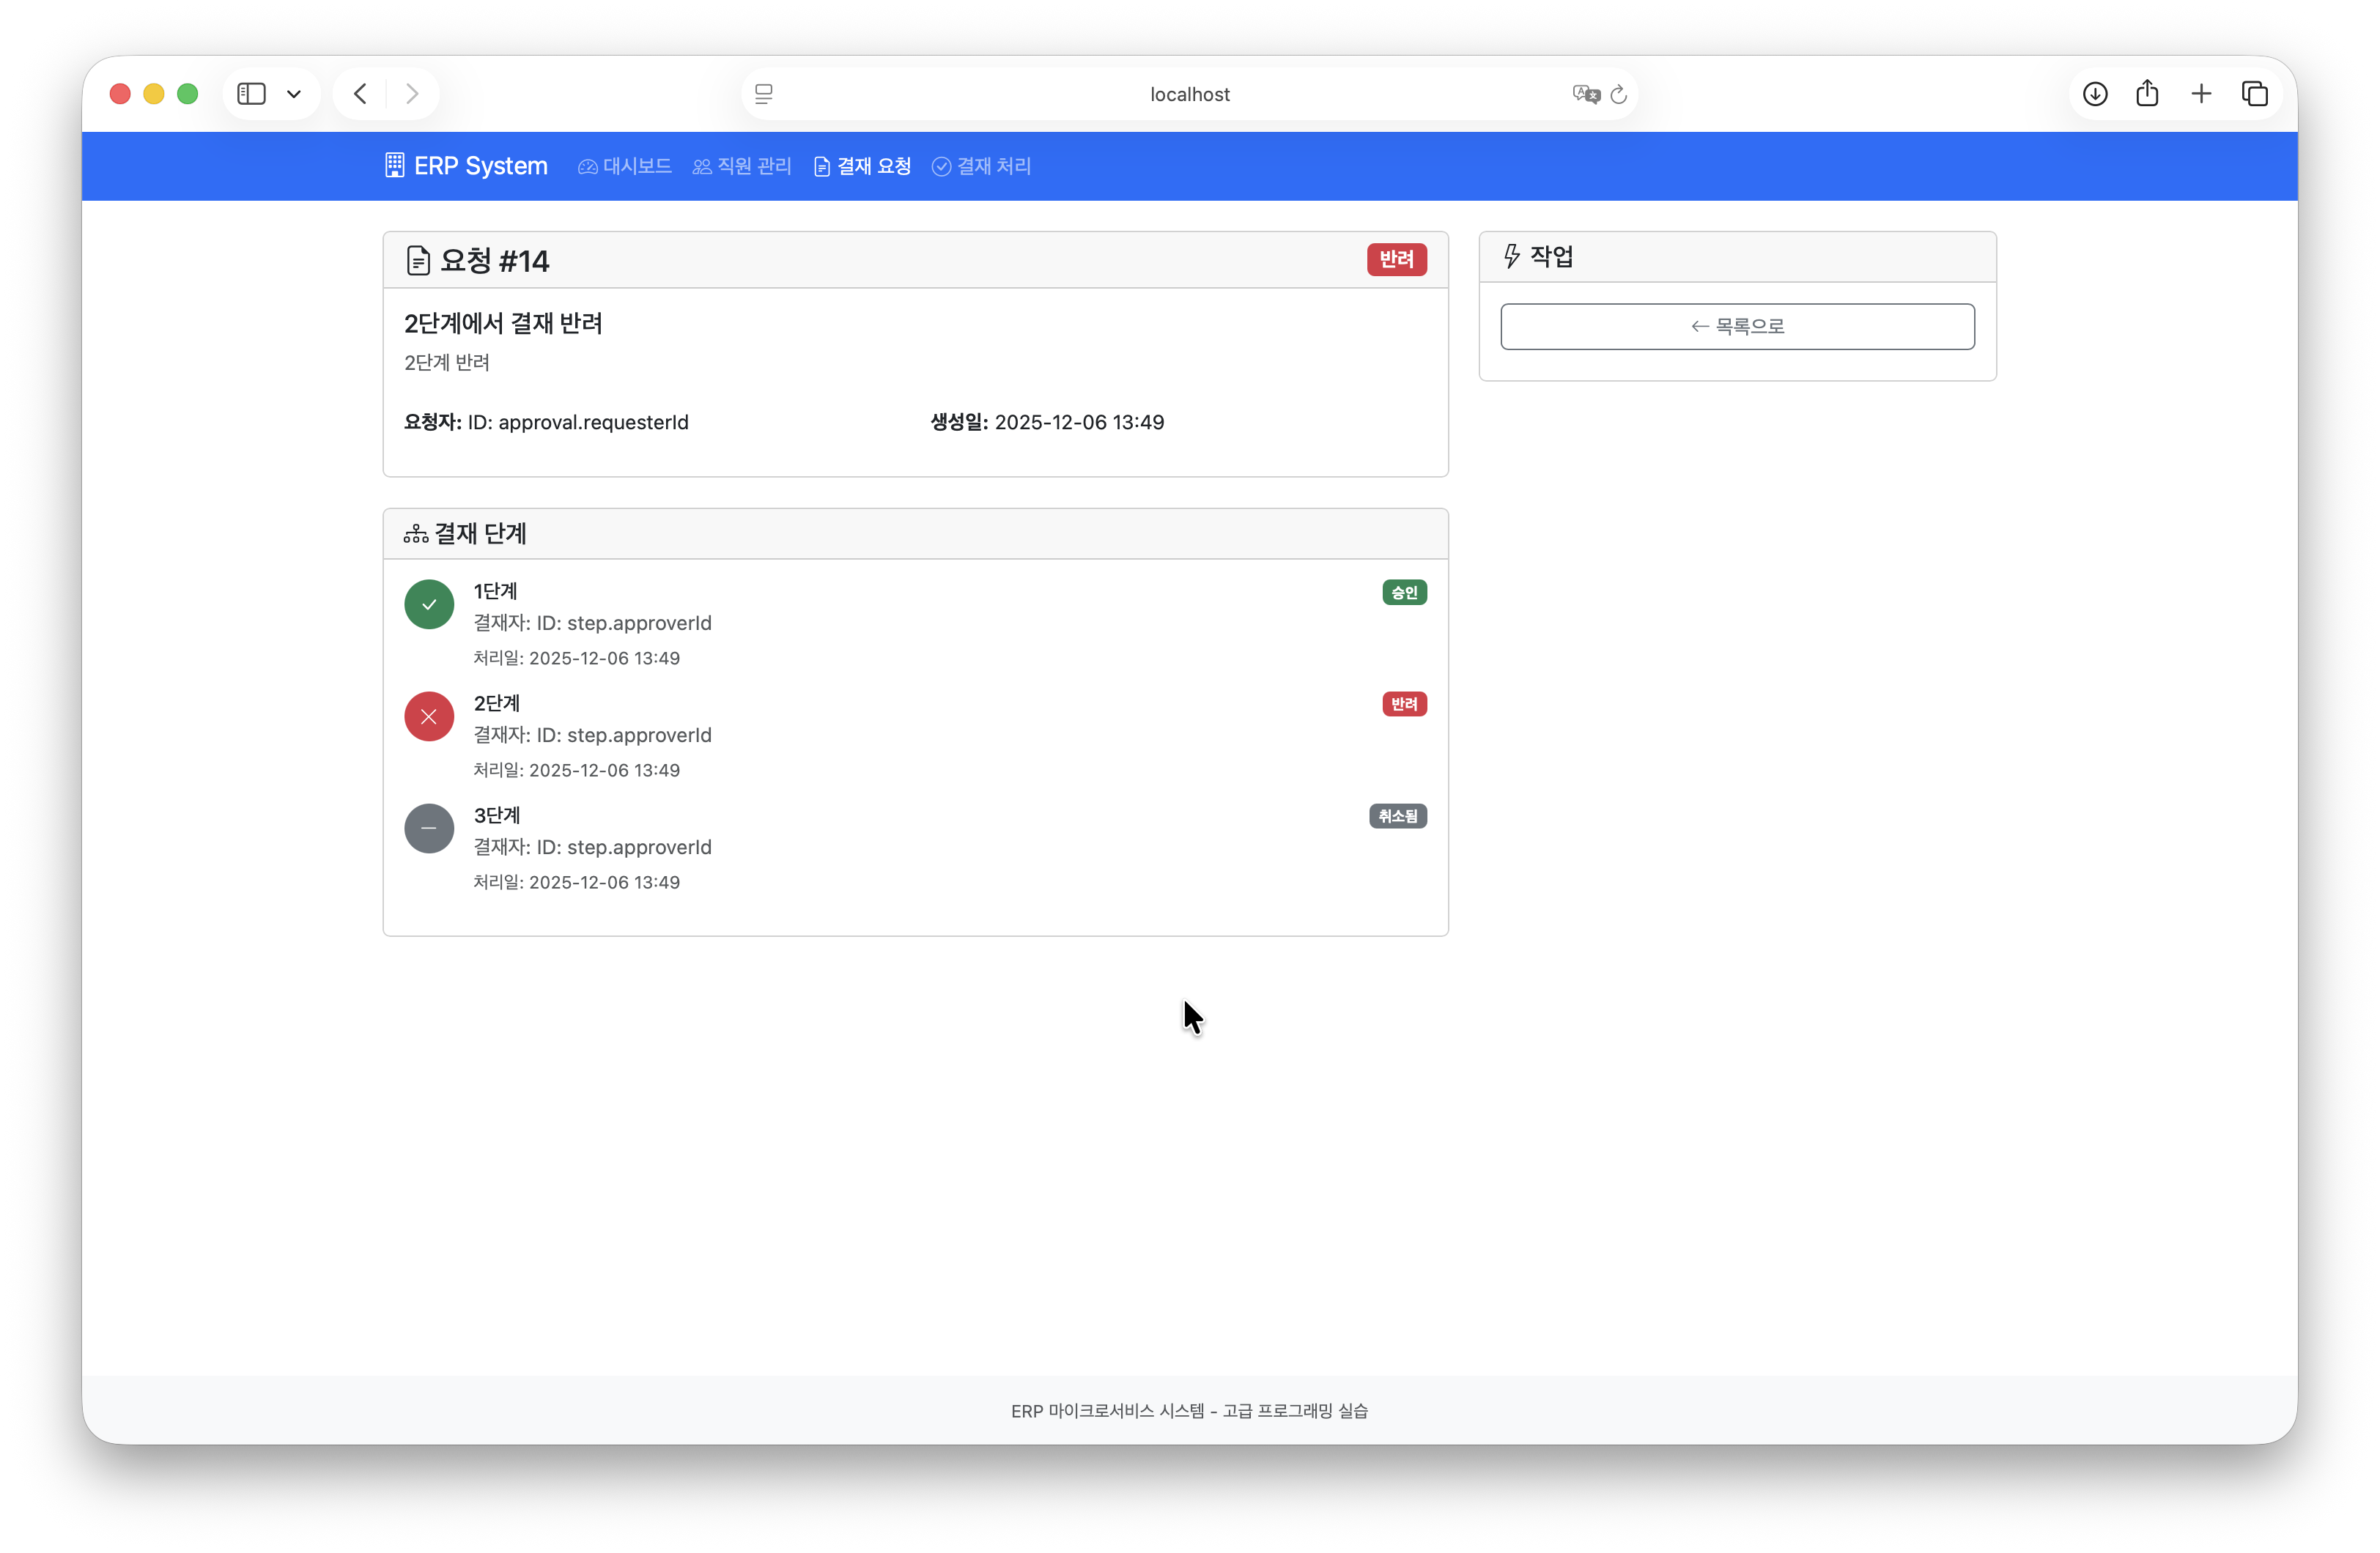 localhost
ERP System 대시보드 직원 관리 결재 요청 결재 처리
요청 #14 반려
2단계에서 결재 반려
2단계 반려
요청자: ID: approval.requesterId 생성일: 2025-12-06 13:49
작업
← 목록으로
결재 단계
1단계 승인
결재자: ID: step.approverId
처리일: 2025-12-06 13:49
2단계 반려
결재자: ID: step.approverId
처리일: 2025-12-06 13:49
3단계 취소됨
결재자: ID: step.approverId
처리일: 2025-12-06 13:49
ERP 마이크로서비스 시스템 - 고급 프로그래밍 실습